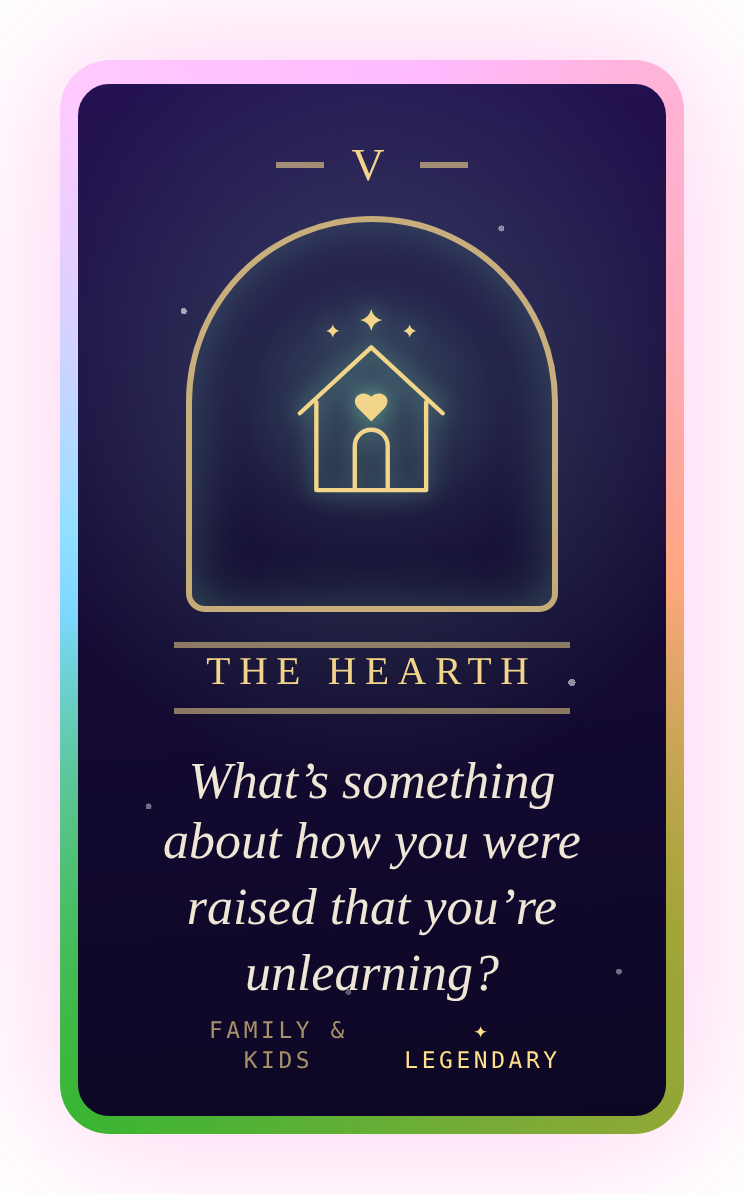 V
THE HEARTH
What’s something
about how you were
raised that you’re
unlearning?
FAMILY &
KIDS
✦
LEGENDARY